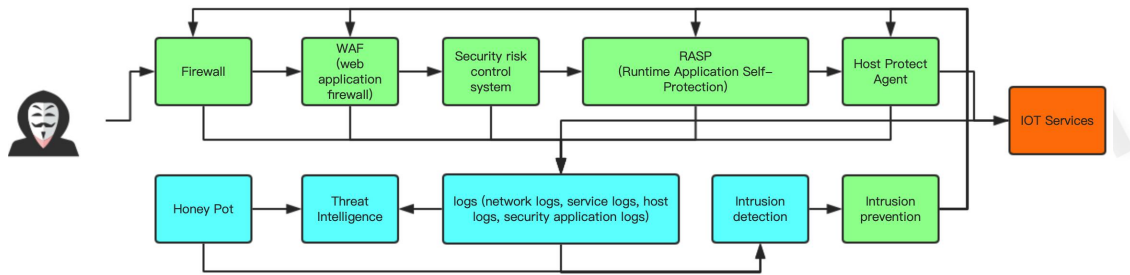 Firewall
WAF
(web
application
firewall)
Security risk
control
system
RASP
(Runtime Application Self-
Protection)
Host Protect
Agent
IOT Services
Honey Pot
Threat
Intelligence
logs (network logs, service logs, host
logs, security application logs)
Intrusion
detection
Intrusion
prevention